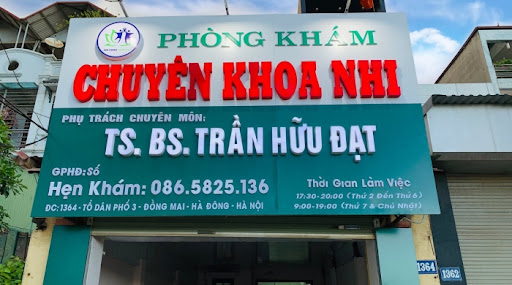 PHÒNG KHÁM
CHUYÊN KHOA NHI
PHỤ TRÁCH CHUYÊN MÔN:
TS. BS. TRẦN HỮU ĐẠT
GPHĐ: Số
Hẹn Khám: 086.5825.136
ĐC: 1364 - TỔ DÂN PHỐ 3 - ĐỒNG MAI - HÀ ĐÔNG - HÀ NỘI
Thời Gian Làm Việc
17:30-20:00 (Thứ 2 Đến Thứ 6)
9:00-19:00 (Thứ 7 & Chủ Nhật)
1364
1362